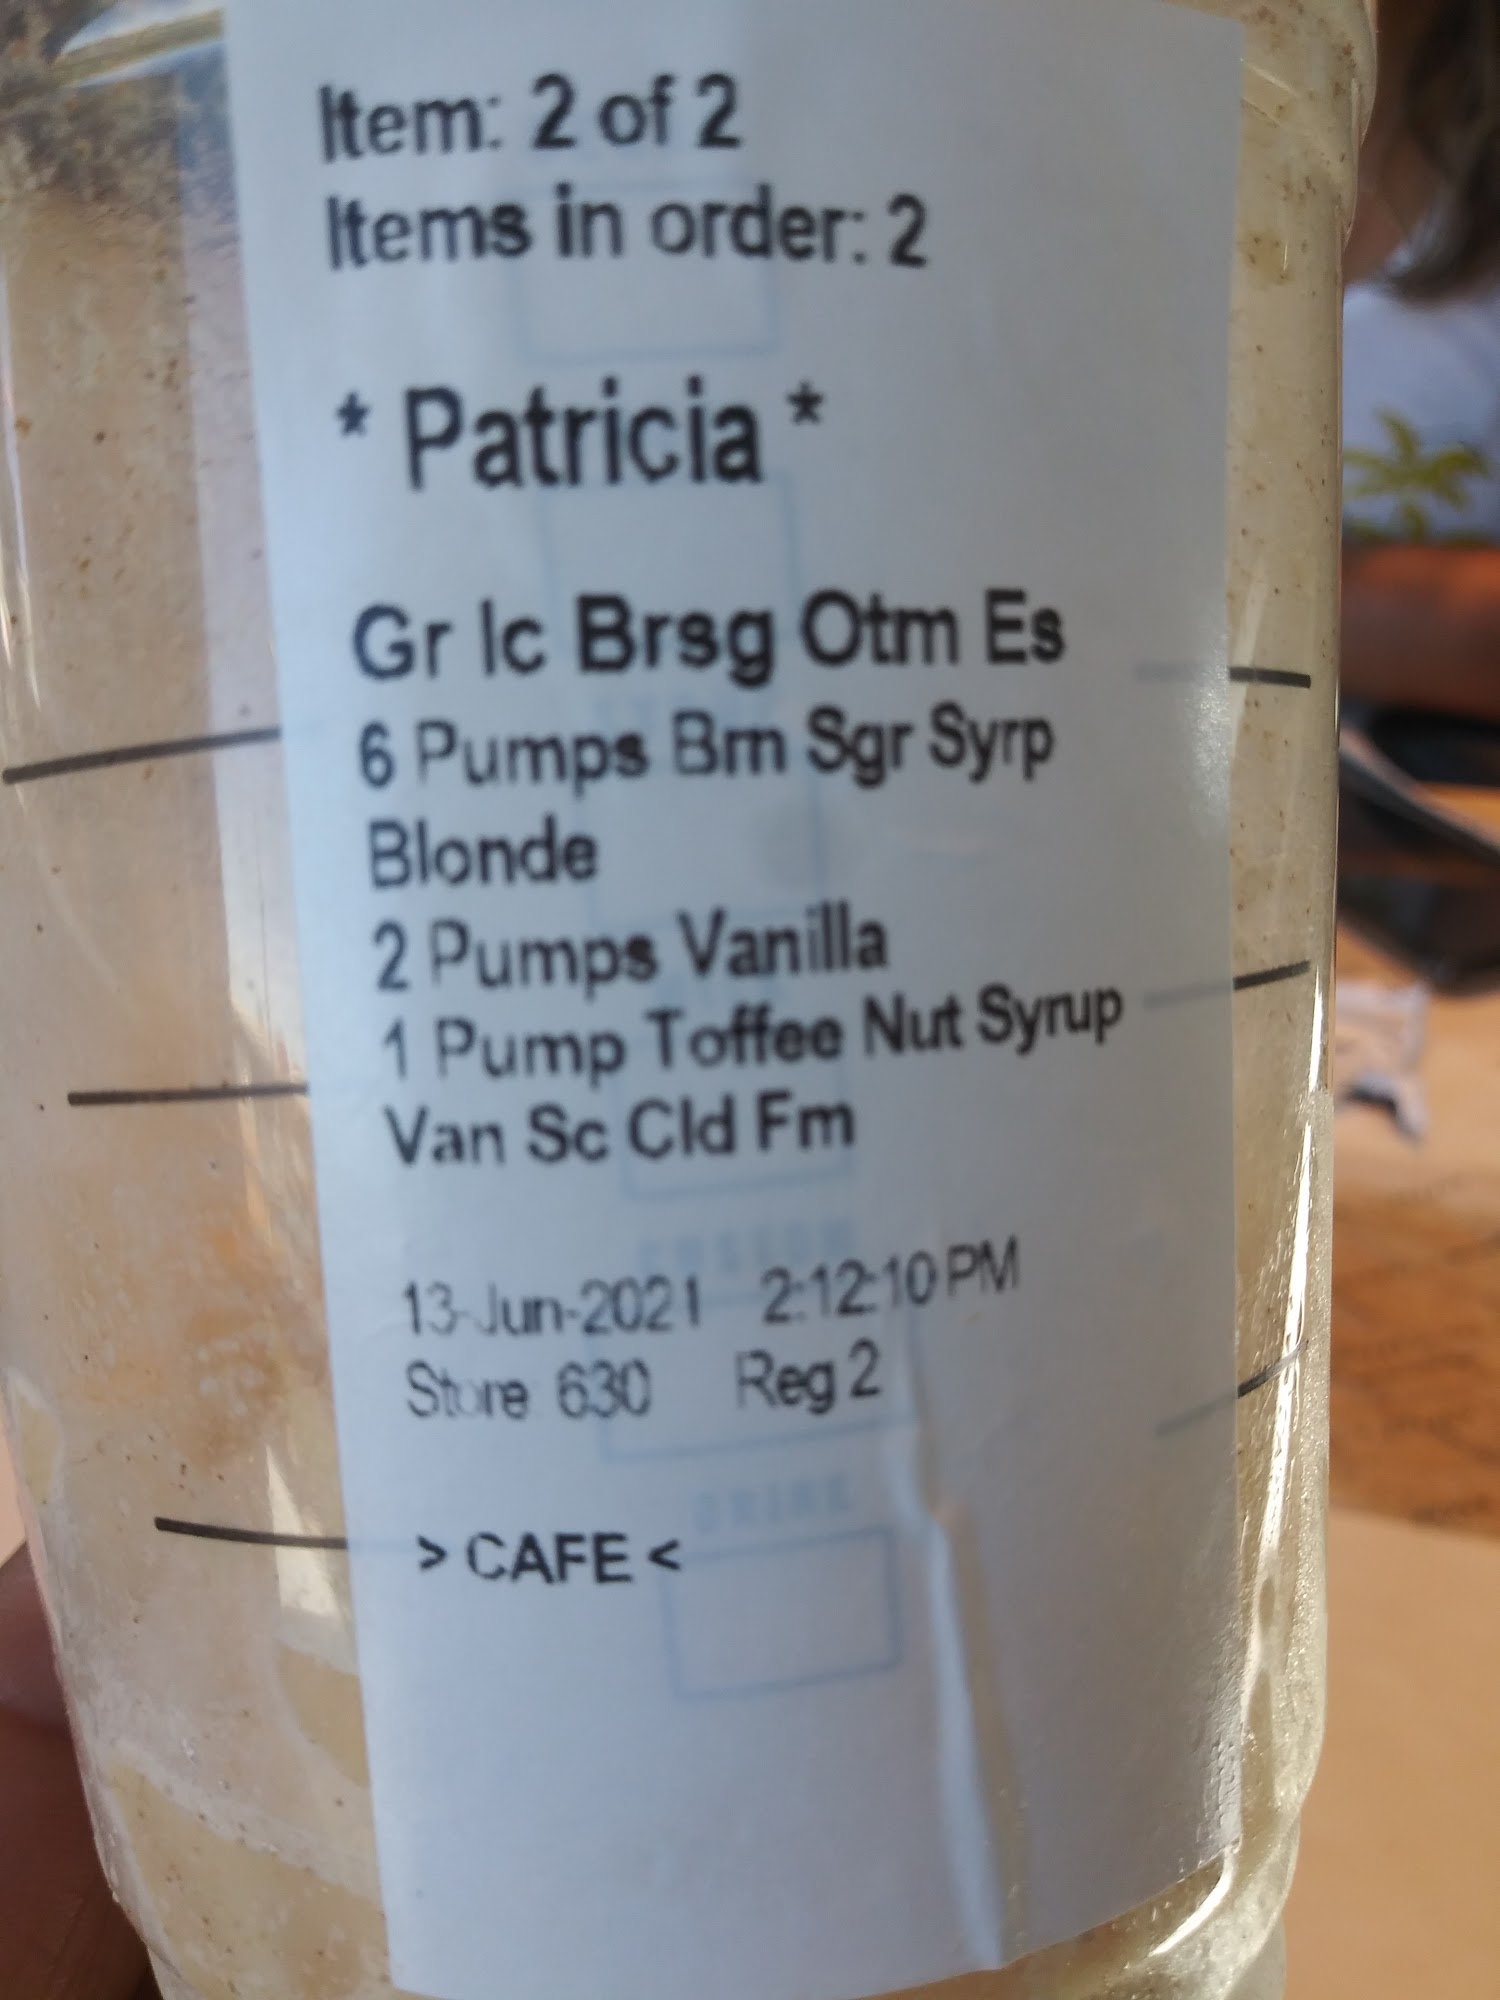 Item: 2 of 2
Items in order: 2
* Patricia *
Gr Ic Brsg Otm Es
6 Pumps Brn Sgr Syrp
Blonde
2 Pumps Vanilla
1 Pump Toffee Nut Syrup
Van Sc Cld Fm
13-Jun-2021 2:12:10 PM
Store 630 Reg 2
> CAFE <
DRINK